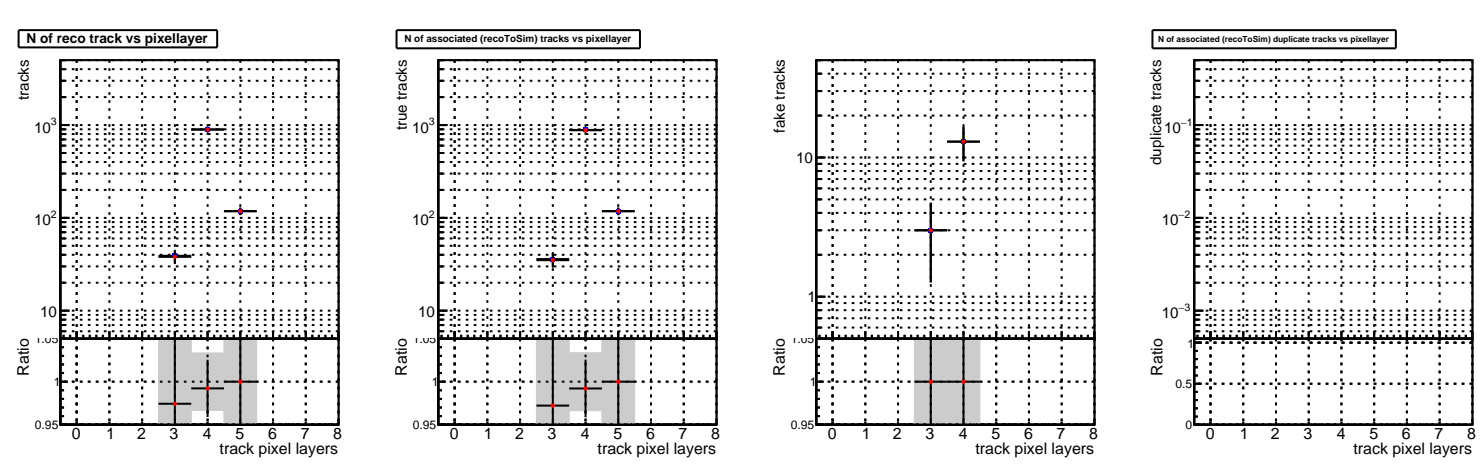 N of reco track vs pixellayer
tracks
10³
10²
10
1.05
Ratio
1
0.95
0 1 2 3 4 5 6 7 8
track pixel layers
N of associated (recoToSim) tracks vs pixellayer
true tracks
10³
10²
10
1.05
Ratio
1
0.95
0 1 2 3 4 5 6 7 8
track pixel layers
fake tracks
10
1
1.05
Ratio
1
0.95
0 1 2 3 4 5 6 7 8
track pixel layers
N of associated (recoToSim) duplicate tracks vs pixellayer
duplicate tracks
10⁻¹
10⁻²
10⁻³
Ratio
1
0.5
0
0 1 2 3 4 5 6 7 8
track pixel layers